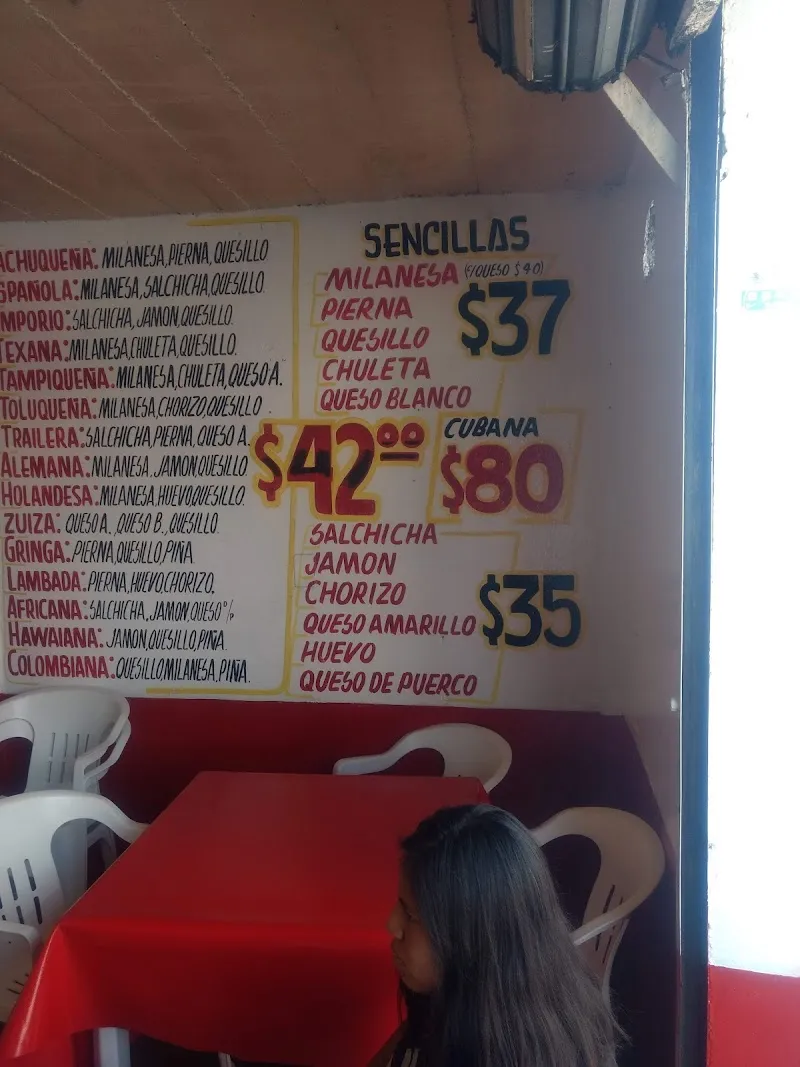 ACHUQUEÑA: MILANESA, PIERNA, QUESILLO
SPAÑOLA: MILANESA, SALCHICHA, QUESILLO.
MPORIO: SALCHICHA, JAMON, QUESILLO.
TEXANA: MILANESA, CHULETA, QUESILLO.
TAMPIQUEÑA: MILANESA, CHULETA, QUESO A.
TOLUQUEÑA: MILANESA, CHORIZO, QUESILLO.
TRAILERA: SALCHICHA, PIERNA, QUESO A.
ALEMANA: MILANESA, JAMON, QUESILLO
HOLANDESA: MILANESA, HUEVO, QUESILLO.
ZUIZA: QUESO A., QUESO B., QUESILLO.
GRINGA: PIERNA, QUESILLO, PIÑA
LAMBADA: PIERNA, HUEVO, CHORIZO.
AFRICANA: SALCHICHA, JAMON, QUESO %
HAWAIANA: JAMON, QUESILLO, PIÑA.
COLOMBIANA: QUESILLO, MILANESA, PIÑA.
$42⁰⁰
SENCILLAS
MILANESA (C/QUESO $40)
PIERNA
QUESILLO
CHULETA
QUESO BLANCO
$37
CUBANA
$80
SALCHICHA
JAMON
CHORIZO
QUESO AMARILLO
HUEVO
QUESO DE PUERCO
$35